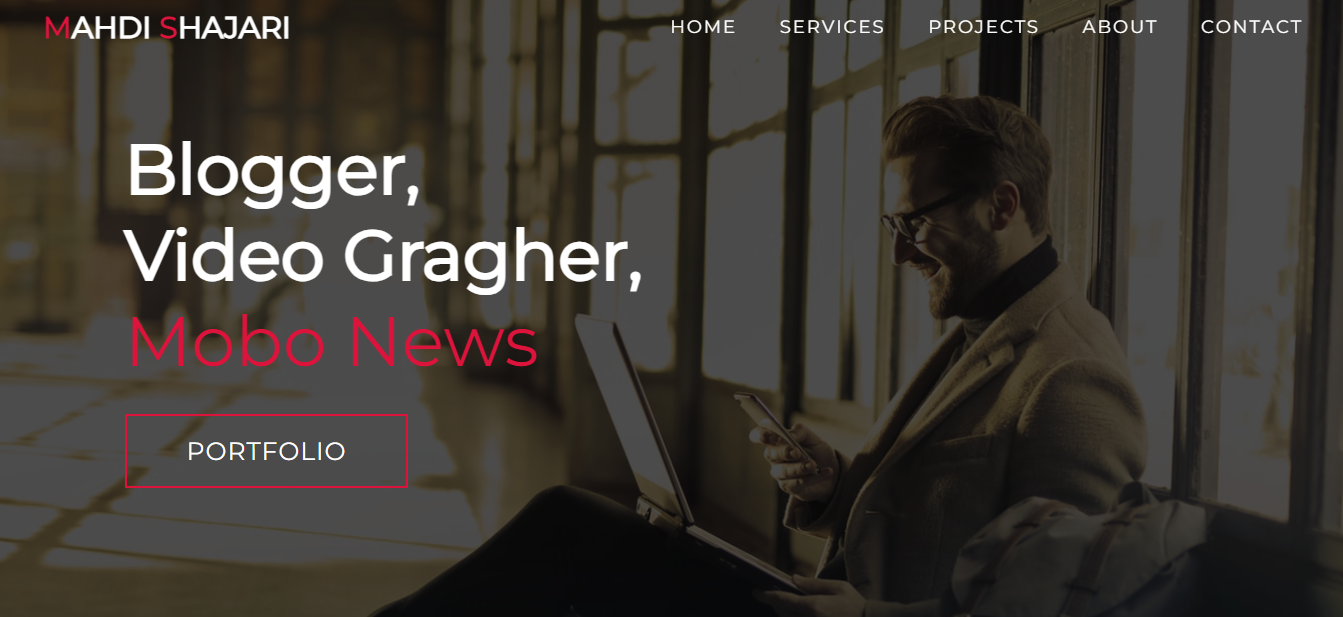 MAHDI SHAJARI
HOME SERVICES PROJECTS ABOUT CONTACT
Blogger,
Video Gragher,
Mobo News
PORTFOLIO